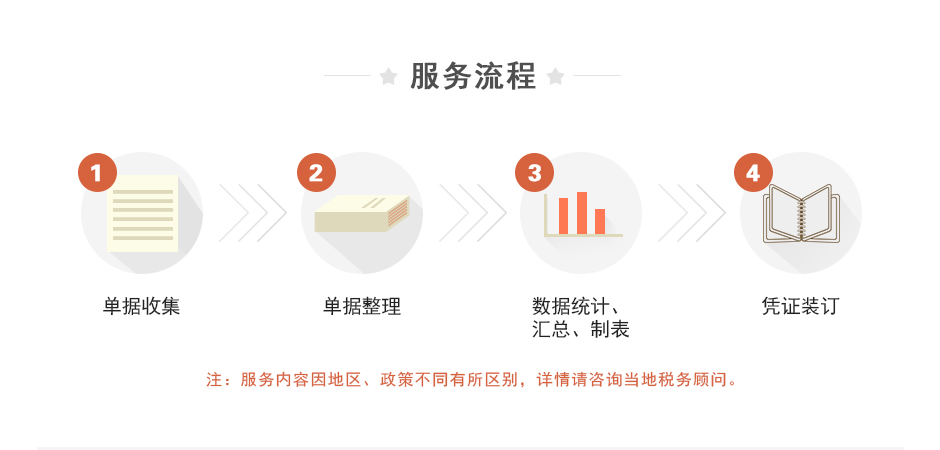 服务流程
1
单据收集
2
单据整理
3
数据统计、
汇总、制表
4
凭证装订
注：服务内容因地区、政策不同有所区别，详情请咨询当地税务顾问。